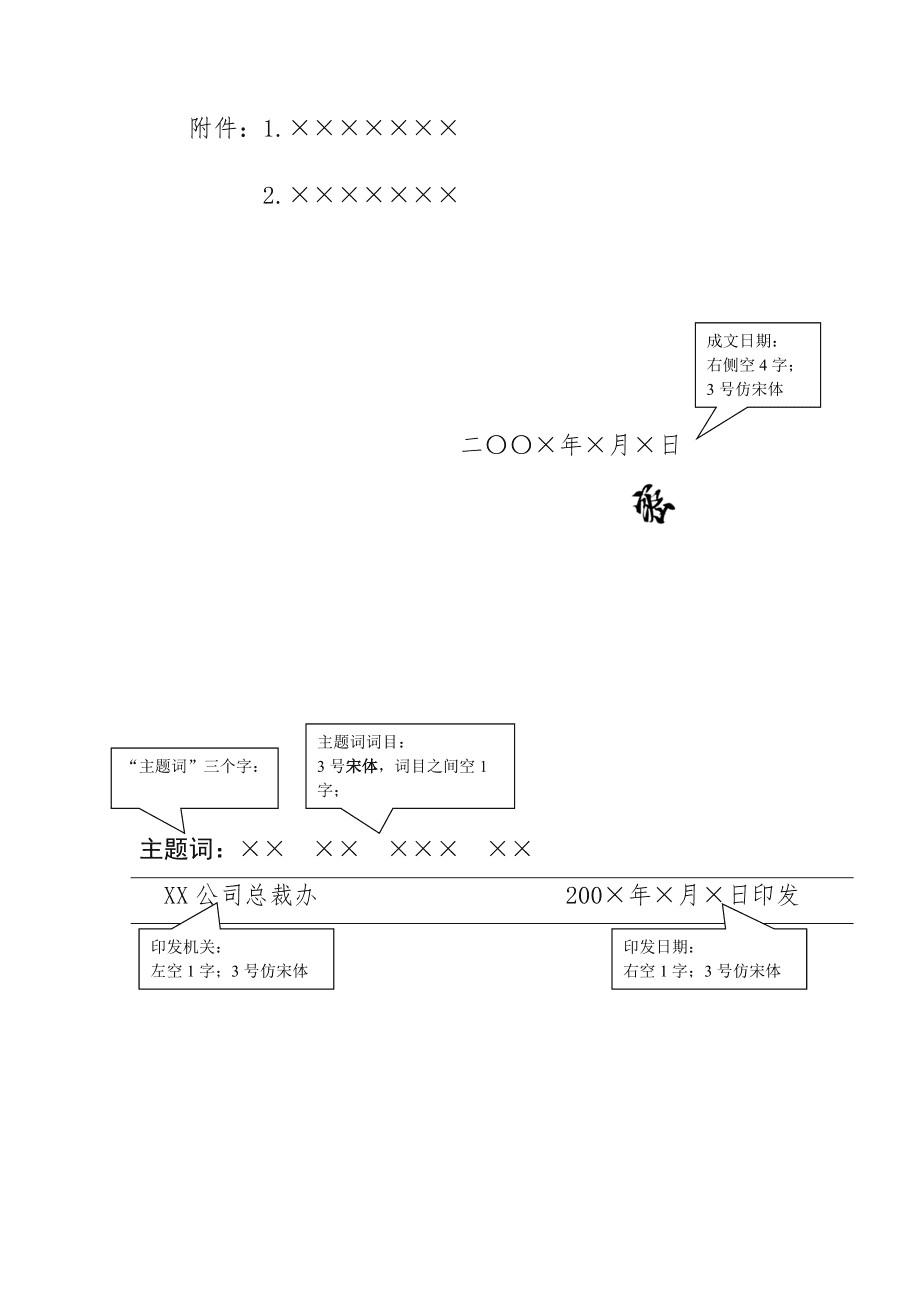 附件：1.×××××××
2.×××××××
成文日期：
右侧空 4 字；
3 号仿宋体
二〇〇×年×月×日
主题词词目：
“主题词”三个字：
3 号宋体，词目之间空 1
字；
主题词：××　××　×××　××
XX 公司总裁办　200×年×月×日印发
印发机关：
左空 1 字；3 号仿宋体
印发日期：
右空 1 字；3 号仿宋体